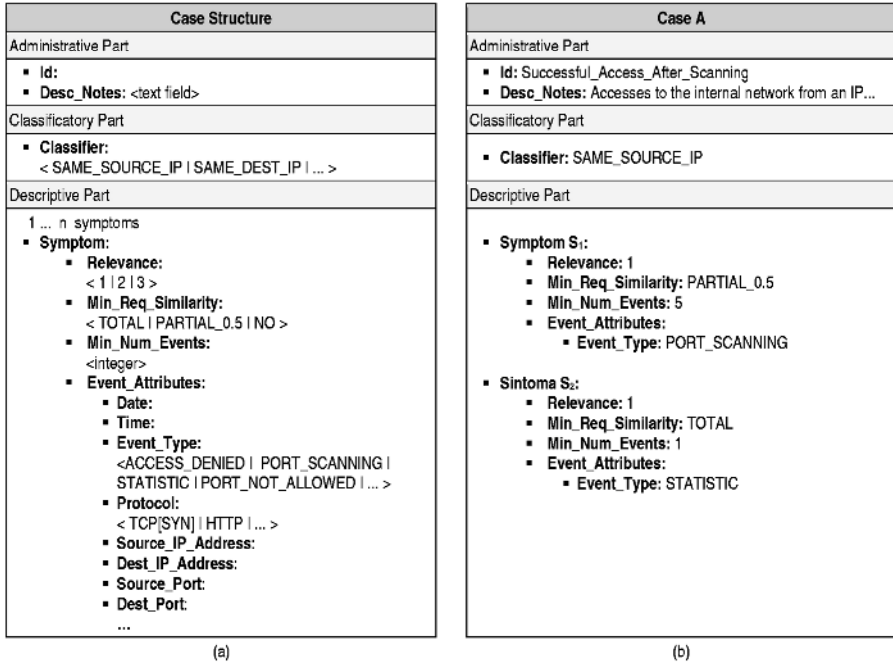 Case Structure
Administrative Part
▪ Id:
▪ Desc_Notes: <text field>
Classificatory Part
▪ Classifier:
< SAME_SOURCE_IP | SAME_DEST_IP | ... >
Descriptive Part
1 ... n symptoms
▪ Symptom:
▪ Relevance:
< 1 | 2 | 3 >
▪ Min_Req_Similarity:
< TOTAL | PARTIAL_0.5 | NO >
▪ Min_Num_Events:
<integer>
▪ Event_Attributes:
▪ Date:
▪ Time:
▪ Event_Type:
<ACCESS_DENIED | PORT_SCANNING |
STATISTIC | PORT_NOT_ALLOWED | ... >
▪ Protocol:
< TCP[SYN] | HTTP | ... >
▪ Source_IP_Address:
▪ Dest_IP_Address:
▪ Source_Port:
▪ Dest_Port:
...
(a)
Case A
Administrative Part
▪ Id: Successful_Access_After_Scanning
▪ Desc_Notes: Accesses to the internal network from an IP...
Classificatory Part
▪ Classifier: SAME_SOURCE_IP
Descriptive Part
▪ Symptom S₁:
▪ Relevance: 1
▪ Min_Req_Similarity: PARTIAL_0.5
▪ Min_Num_Events: 5
▪ Event_Attributes:
▪ Event_Type: PORT_SCANNING
▪ Sintoma S₂:
▪ Relevance: 1
▪ Min_Req_Similarity: TOTAL
▪ Min_Num_Events: 1
▪ Event_Attributes:
▪ Event_Type: STATISTIC
(b)